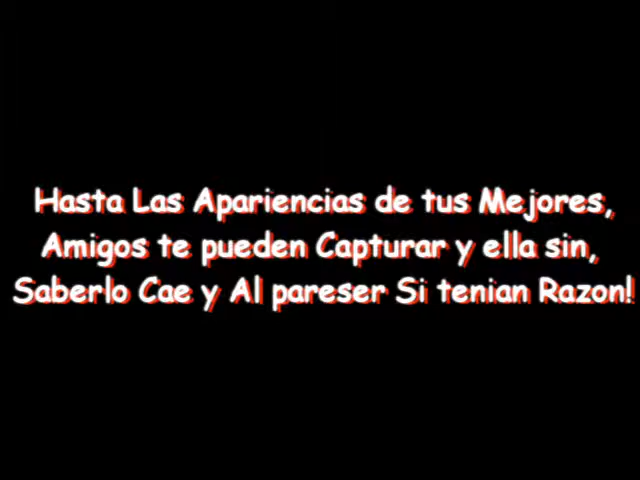 Hasta Las Apariencias de tus Mejores,
Amigos te pueden Capturar y ella sin,
Saberlo Cae y Al pareser Si tenian Razon!